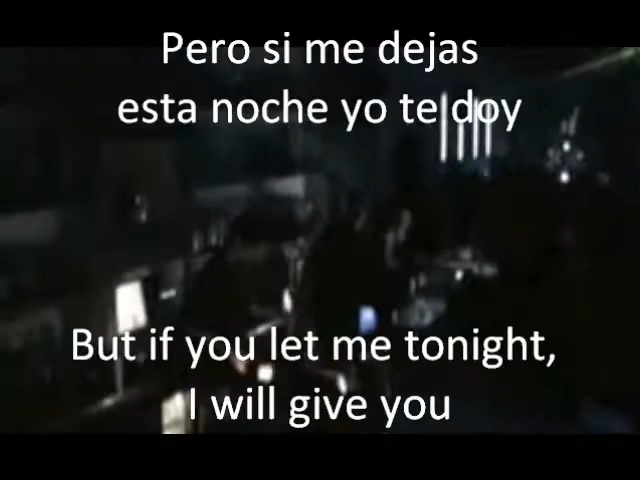 Pero si me dejas
esta noche yo te doy
But if you let me tonight,
I will give you